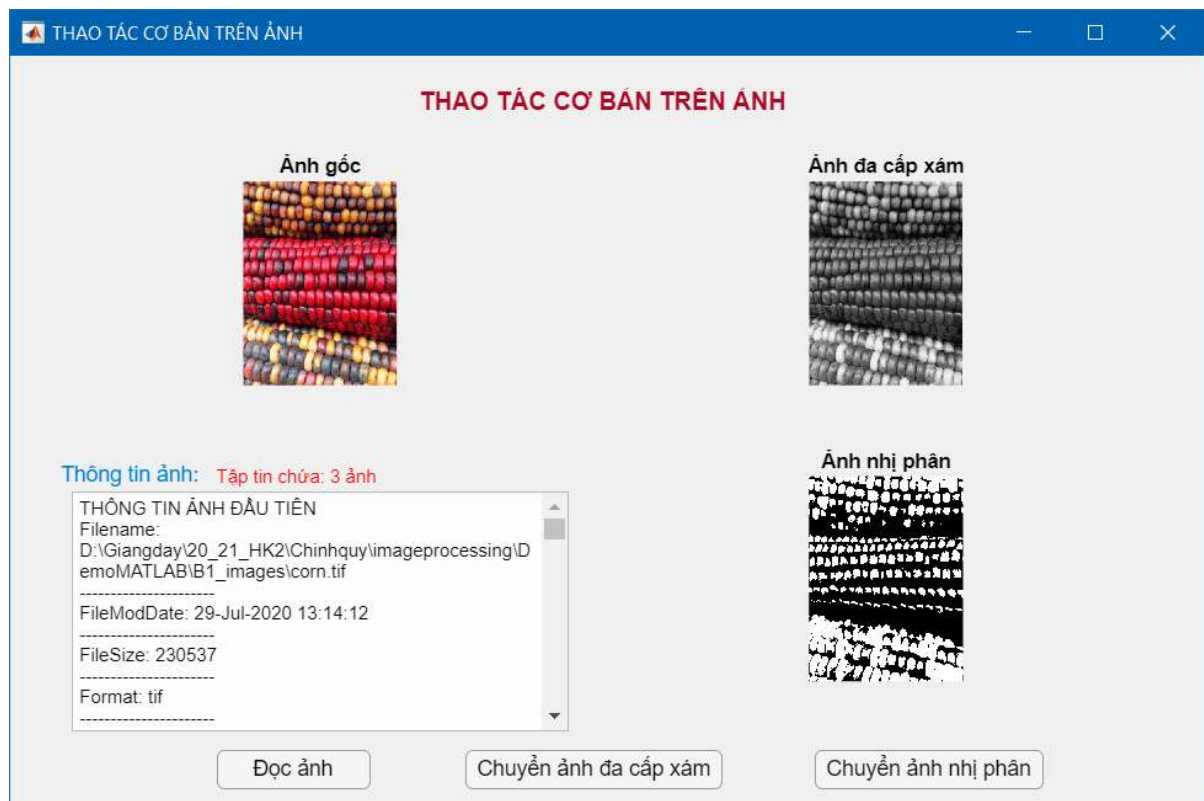 THAO TÁC CƠ BẢN TRÊN ẢNH
THAO TÁC CƠ BẢN TRÊN ẢNH
Ảnh gốc
Ảnh đa cấp xám
Thông tin ảnh: Tập tin chứa: 3 ảnh
THÔNG TIN ẢNH ĐẦU TIÊN
Filename:
D:\Giangday\20_21_HK2\Chinhquy\imageprocessing\D
emoMATLAB\B1_images\corn.tif
----------------------
FileModDate: 29-Jul-2020 13:14:12
----------------------
FileSize: 230537
----------------------
Format: tif
----------------------
Ảnh nhị phân
Đọc ảnh
Chuyển ảnh đa cấp xám
Chuyển ảnh nhị phân